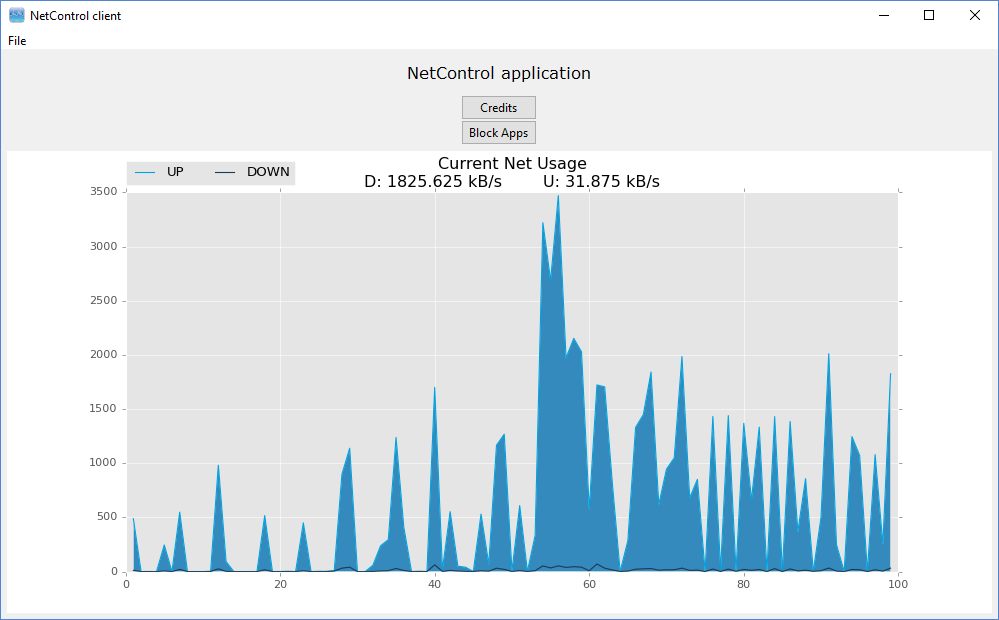 NetControl client
File
NetControl application
Credits
Block Apps
UP DOWN
Current Net Usage
D: 1825.625 kB/s U: 31.875 kB/s
3500
3000
2500
2000
1500
1000
500
0
0 20 40 60 80 100